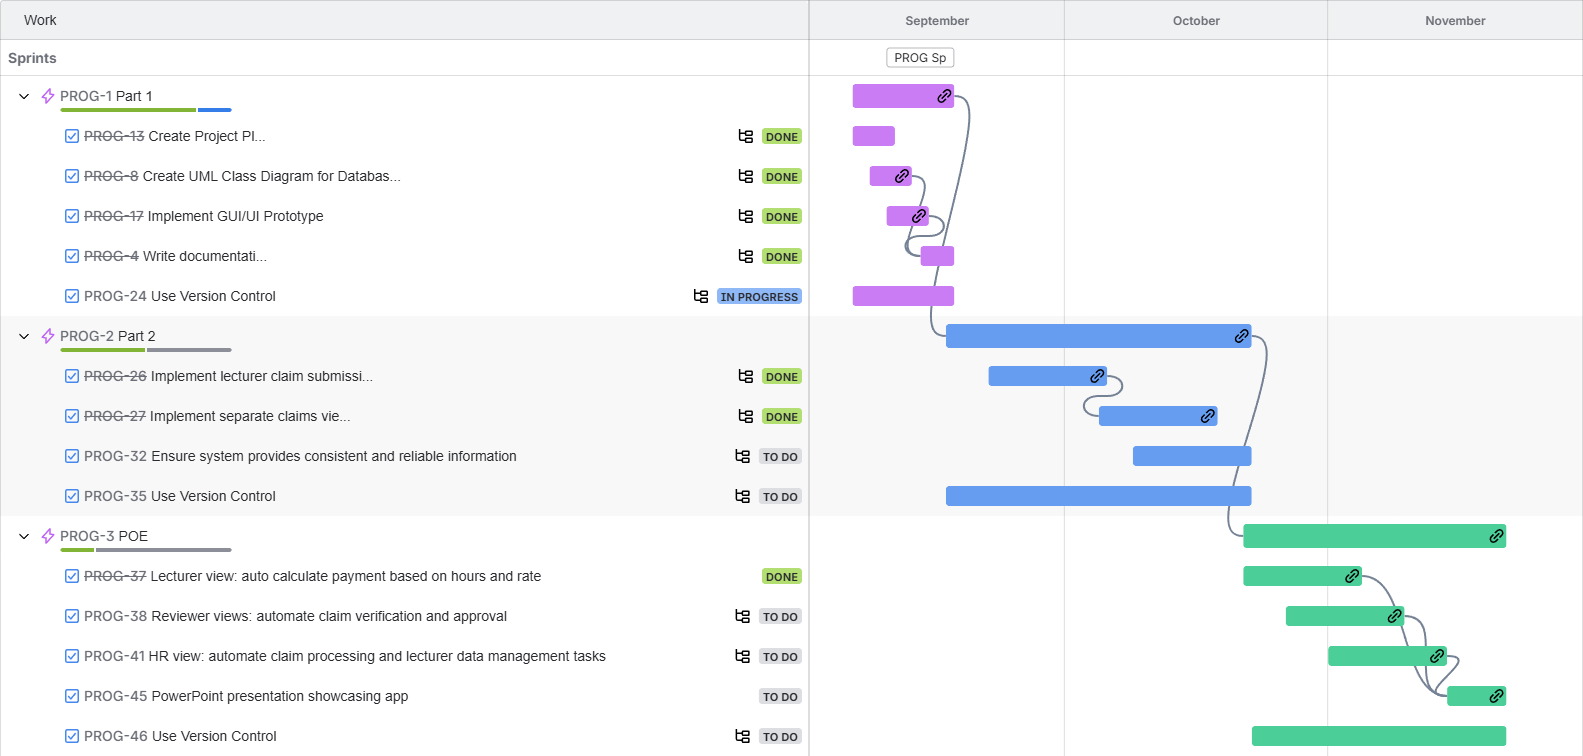 Work September October November
Sprints PROG Sp
PROG-1 Part 1
PROG-13 Create Project Pl... DONE
PROG-8 Create UML Class Diagram for Databas... DONE
PROG-17 Implement GUI/UI Prototype DONE
PROG-4 Write documentati... DONE
PROG-24 Use Version Control IN PROGRESS
PROG-2 Part 2
PROG-26 Implement lecturer claim submissi... DONE
PROG-27 Implement separate claims vie... DONE
PROG-32 Ensure system provides consistent and reliable information TO DO
PROG-35 Use Version Control TO DO
PROG-3 POE
PROG-37 Lecturer view: auto calculate payment based on hours and rate DONE
PROG-38 Reviewer views: automate claim verification and approval TO DO
PROG-41 HR view: automate claim processing and lecturer data management tasks TO DO
PROG-45 PowerPoint presentation showcasing app TO DO
PROG-46 Use Version Control TO DO